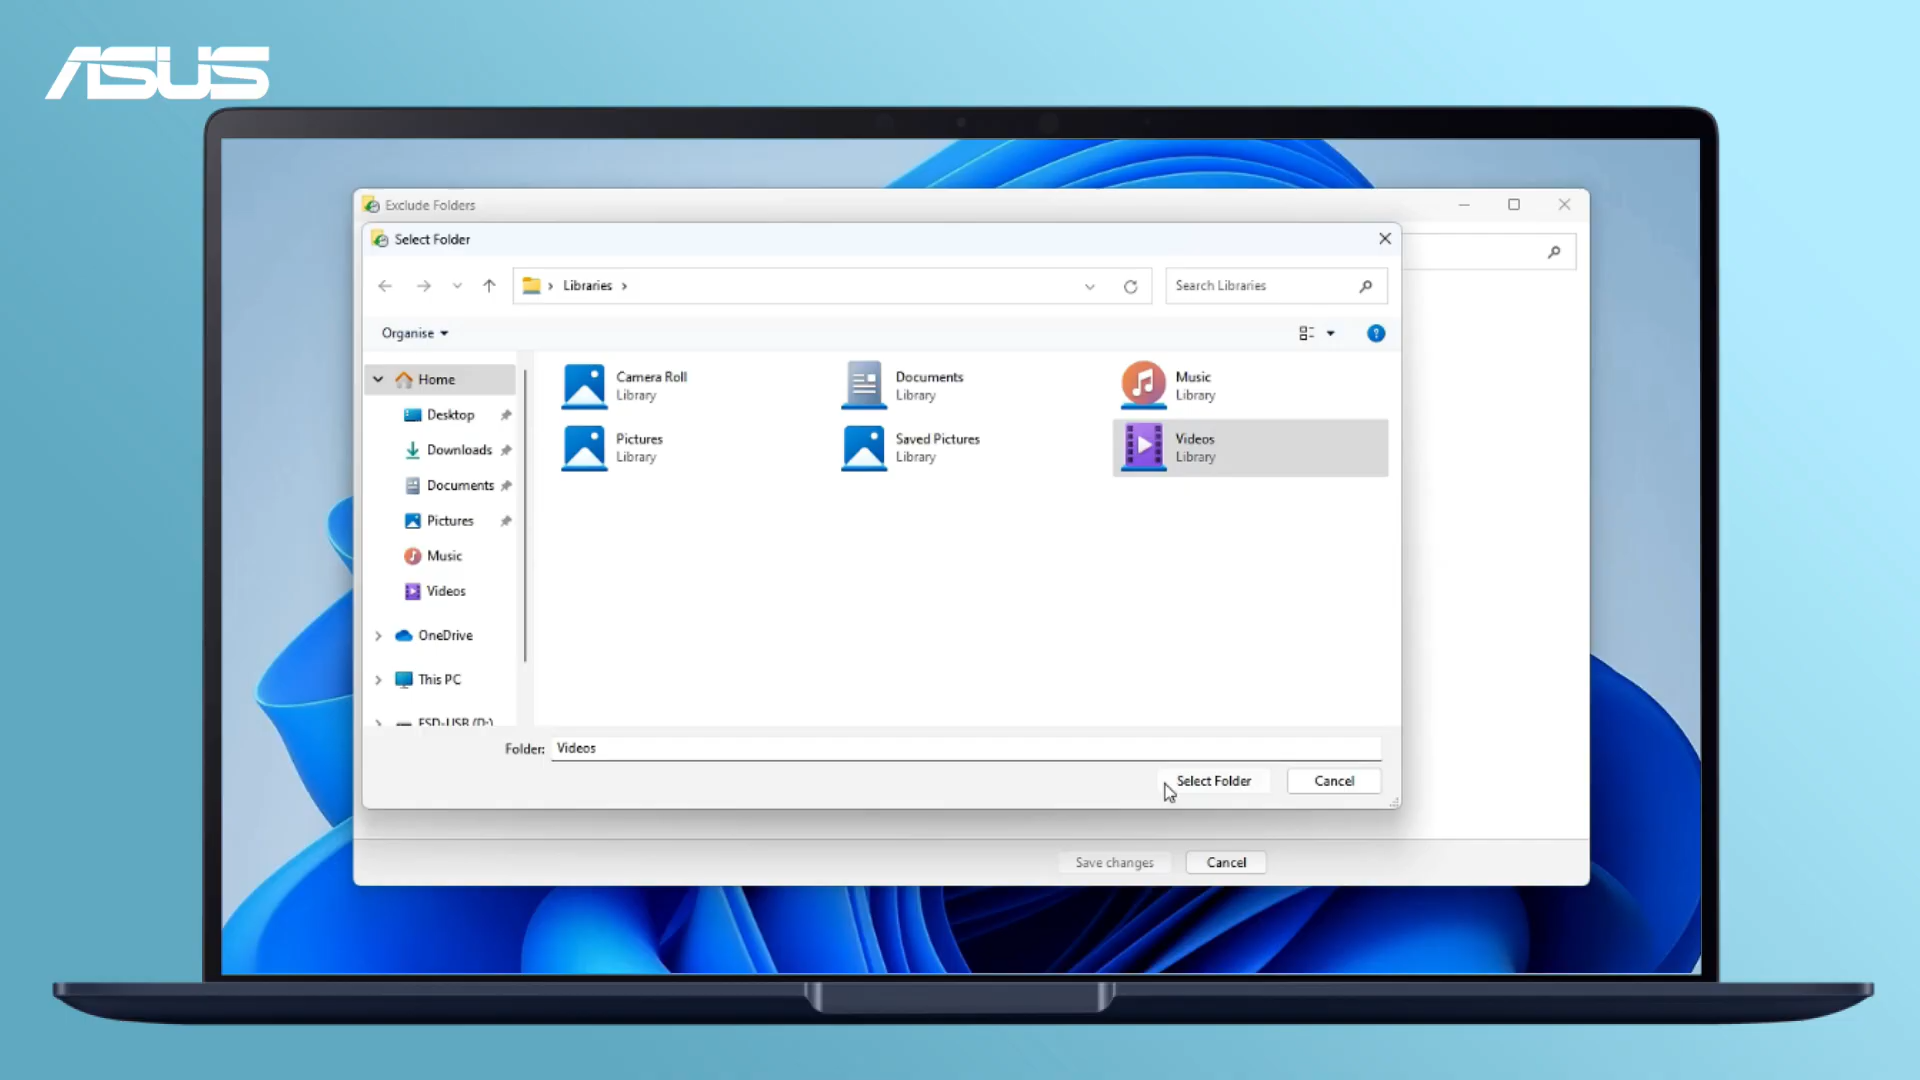 ASUS
Exclude Folders
Select Folder
Libraries
Search Libraries
Organise
Home
Desktop
Downloads
Documents
Pictures
Music
Videos
OneDrive
This PC
ESD-USB (D:)
Camera Roll
Library
Documents
Library
Music
Library
Pictures
Library
Saved Pictures
Library
Videos
Library
Folder: Videos
Select Folder
Cancel
Save changes
Cancel